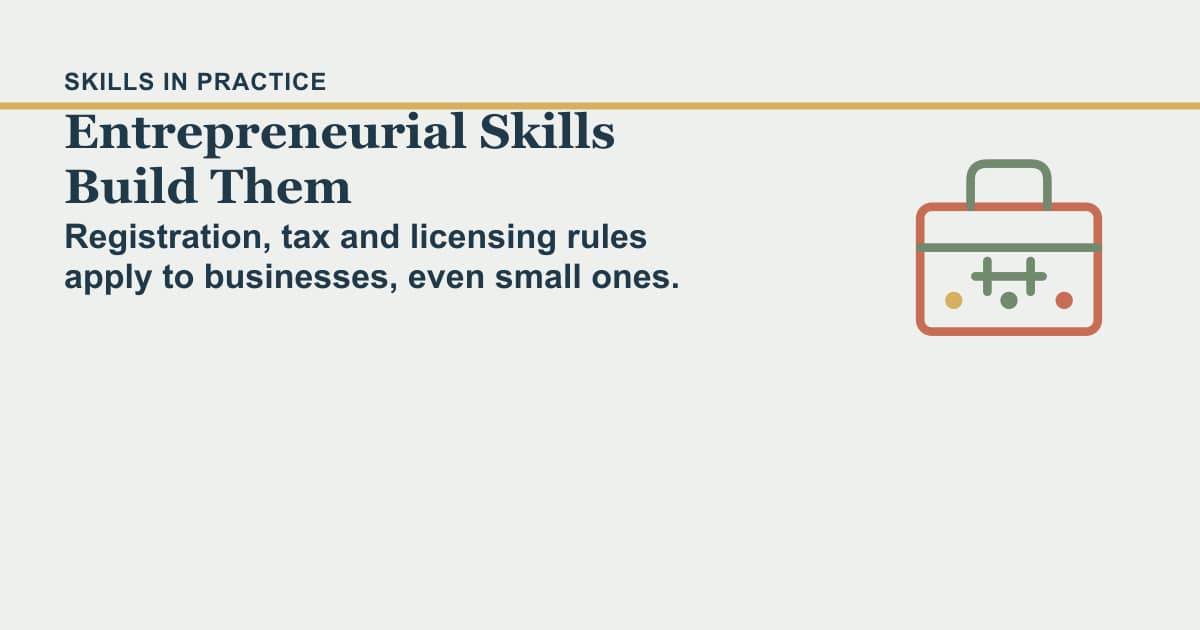 SKILLS IN PRACTICE
Entrepreneurial Skills
Build Them
Registration, tax and licensing rules
apply to businesses, even small ones.